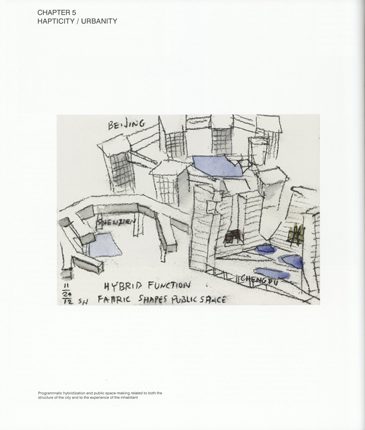 CHAPTER 5
HAPTICITY / URBANITY
BEIJING
SHENZHEN
CHENGDU
HYBRID FUNCTION
FABRIC SHAPES PUBLIC SPACE
11
24
12 SH
Programmatic hybridization and public space-making related to both the
structure of the city and to the experience of the inhabitant